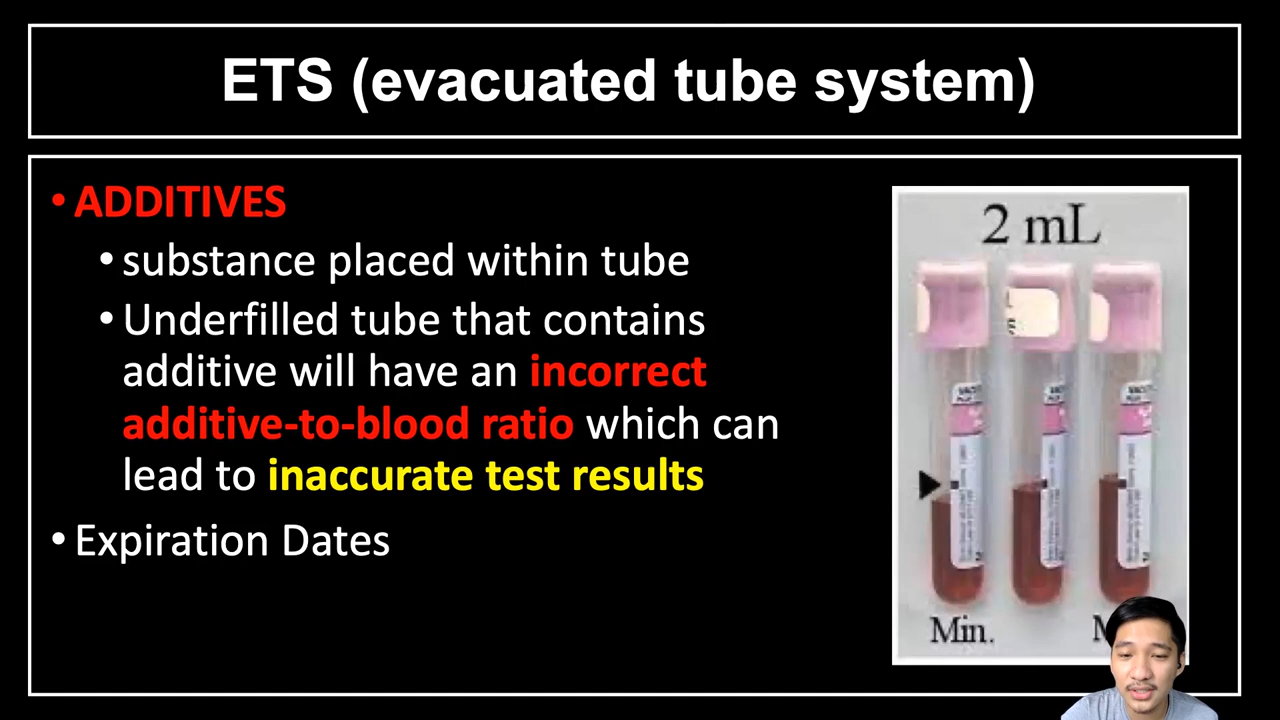 ETS (evacuated tube system)
• ADDITIVES
• substance placed within tube
• Underfilled tube that contains
additive will have an incorrect
additive-to-blood ratio which can
lead to inaccurate test results
• Expiration Dates
2 mL
Min.